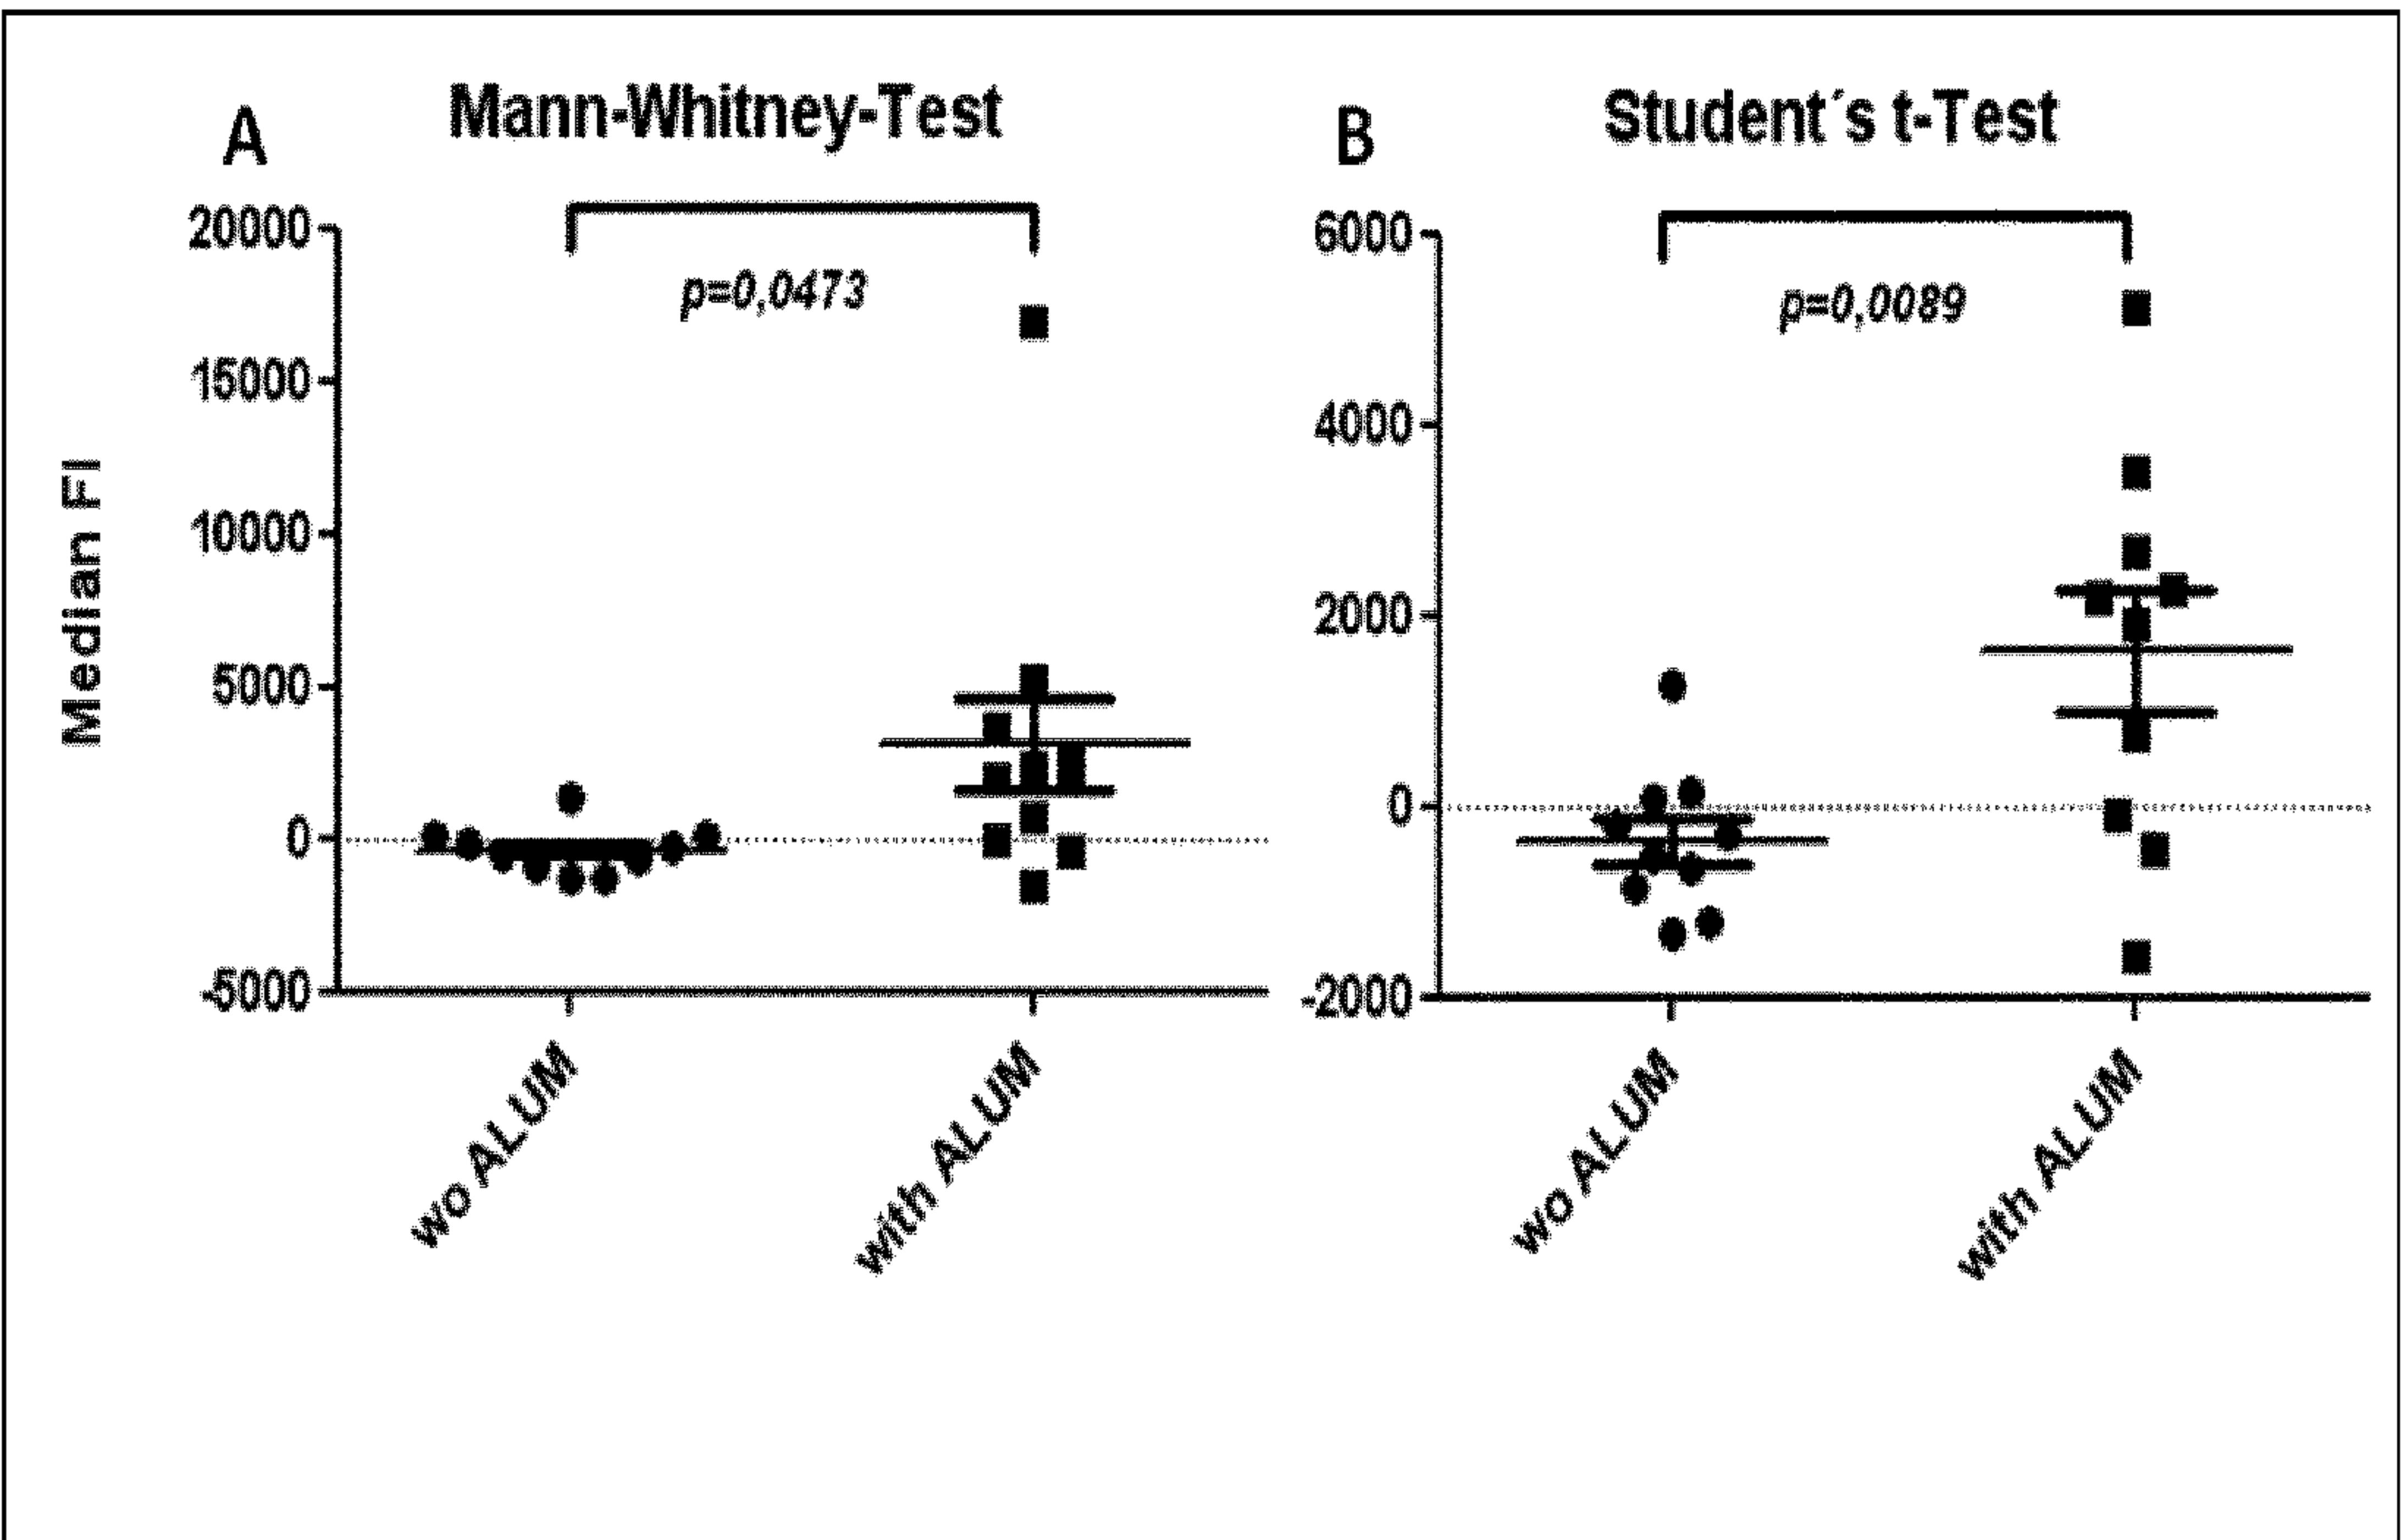 A
Mann-Whitney-Test
20000
15000
10000
5000
0
-5000
Median FI
p=0,0473
wo ALUM
with ALUM
B
Student´s t-Test
6000
4000
2000
0
-2000
p=0,0089
wo ALUM
with ALUM